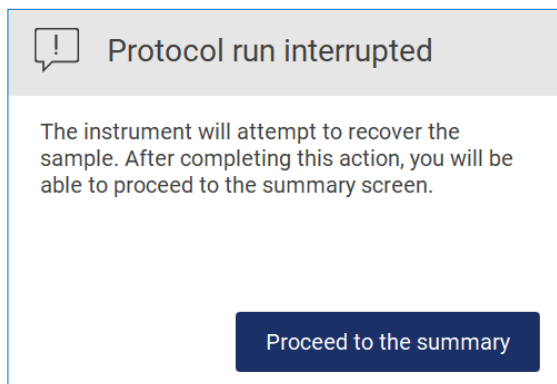 Protocol run interrupted
The instrument will attempt to recover the
sample. After completing this action, you will be
able to proceed to the summary screen.
Proceed to the summary